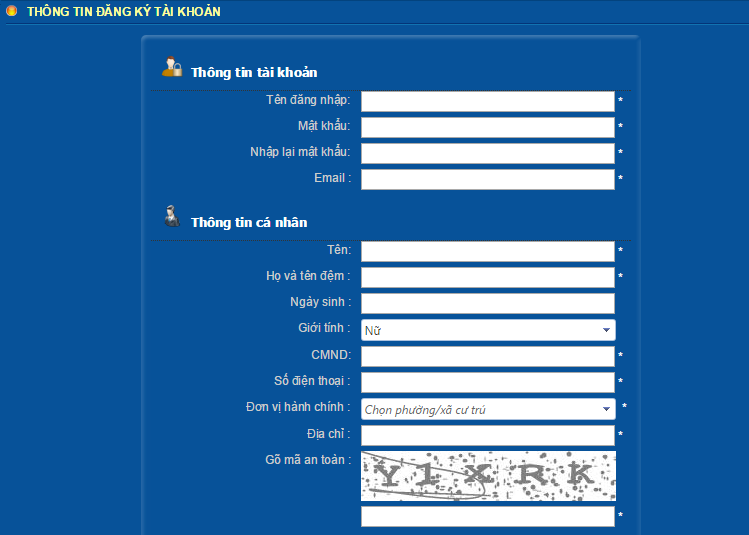 THÔNG TIN ĐĂNG KÝ TÀI KHOẢN
Thông tin tài khoản
Tên đăng nhập: *
Mật khẩu: *
Nhập lại mật khẩu: *
Email : *
Thông tin cá nhân
Tên: *
Họ và tên đệm : *
Ngày sinh :
Giới tính : Nữ
CMND: *
Số điện thoại : *
Đơn vị hành chính : Chọn phường/xã cư trú *
Địa chỉ : *
Gõ mã an toàn : Y1XRK
*